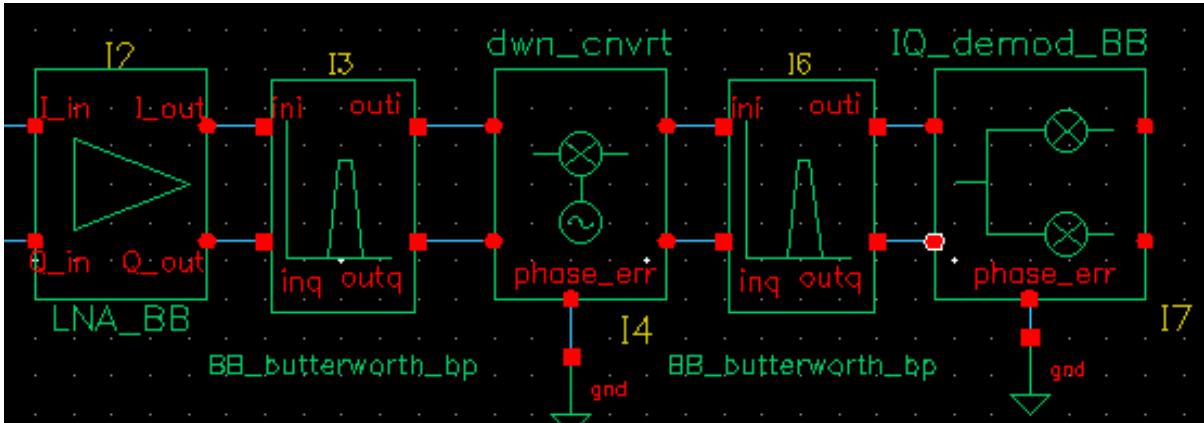 I2
I_in
I_out
Q_in
Q_out
LNA_BB
I3
ini
outi
inq
outq
BB_butterworth_bp
dwn_cnvrt
phase_err
I4
gnd
I6
ini
outi
inq
outq
BB_butterworth_bp
IQ_demod_BB
phase_err
I7
gnd